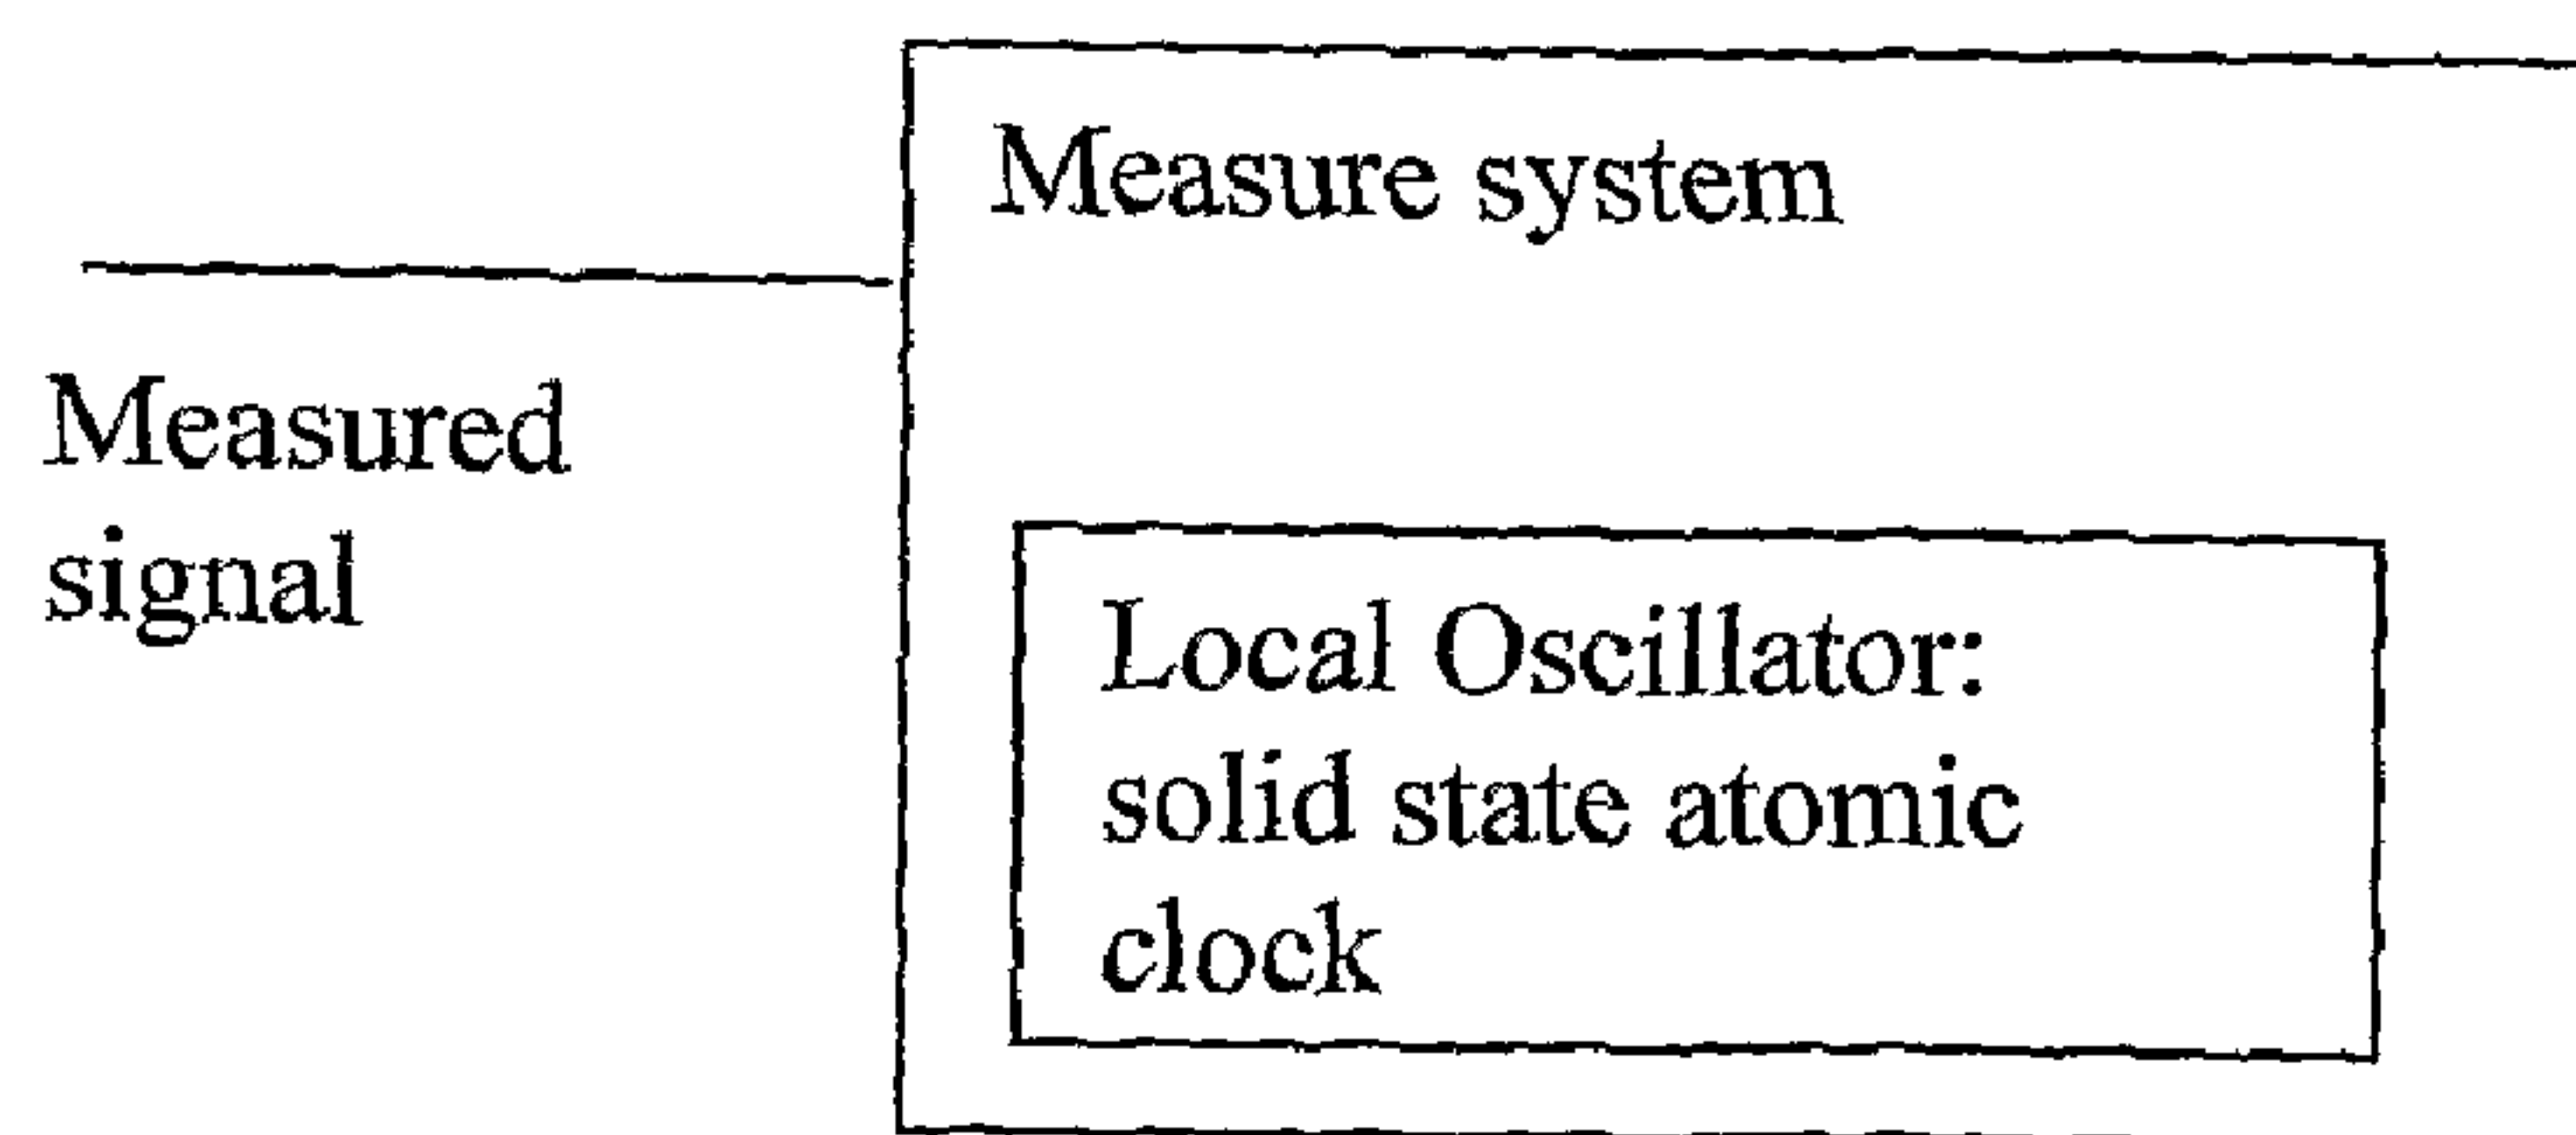 Measure system
Measured
signal
Local Oscillator:
solid state atomic
clock